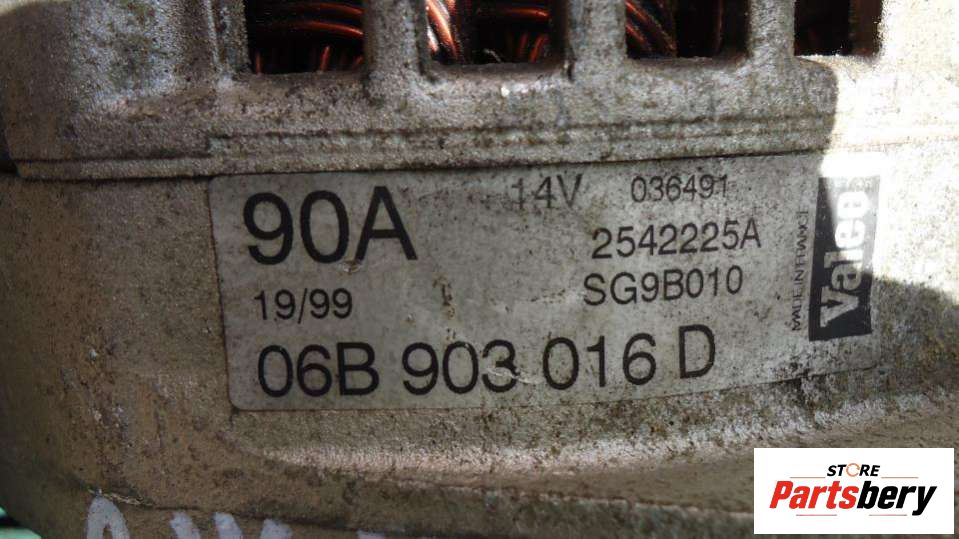 90A 14V 036491
2542225A
19/99 SG9B010
06B 903 016 D
MADE IN FRANCE
Valeo
STORE
Partsbery